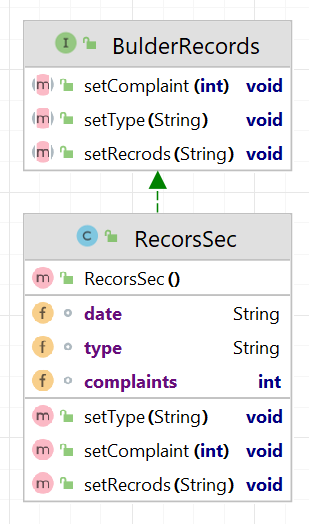 I BulderRecords
m setComplaint(int) void
m setType(String) void
m setRecrods(String) void
C RecorsSec
m RecorsSec()
f date String
f type String
f complaints int
m setType(String) void
m setComplaint(int) void
m setRecrods(String) void